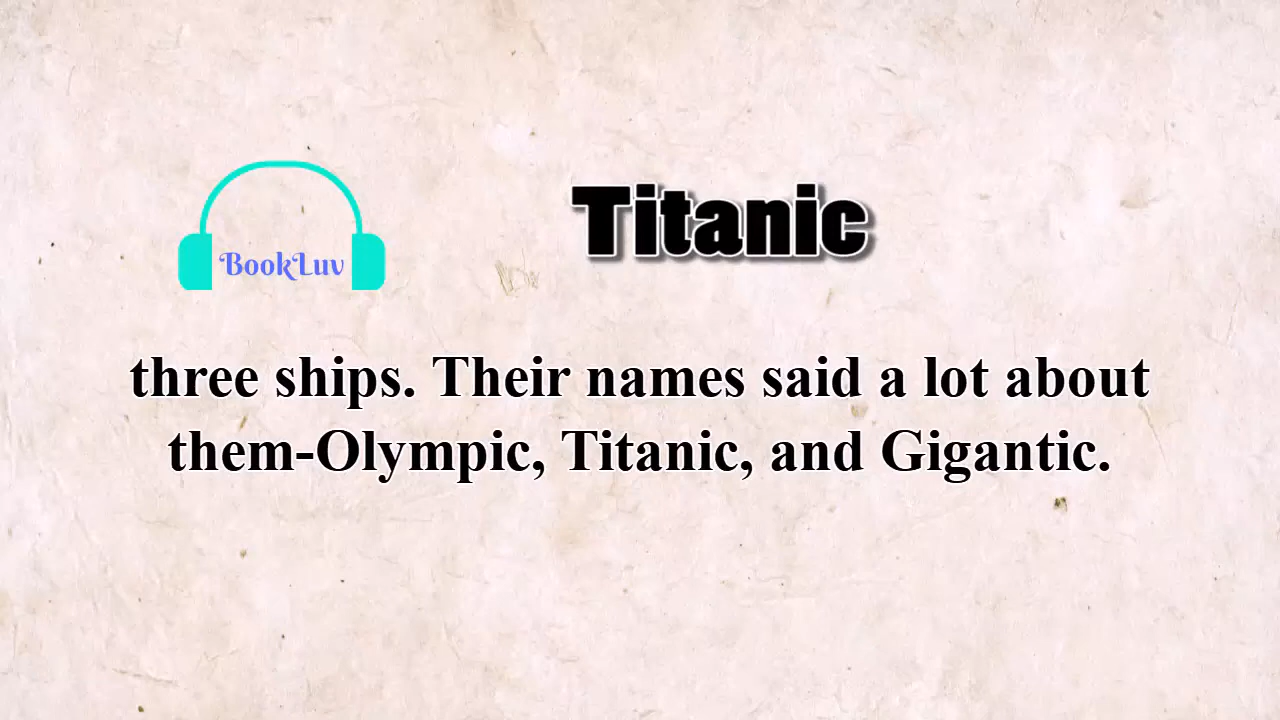 BookLuv
Titanic
three ships. Their names said a lot about
them-Olympic, Titanic, and Gigantic.